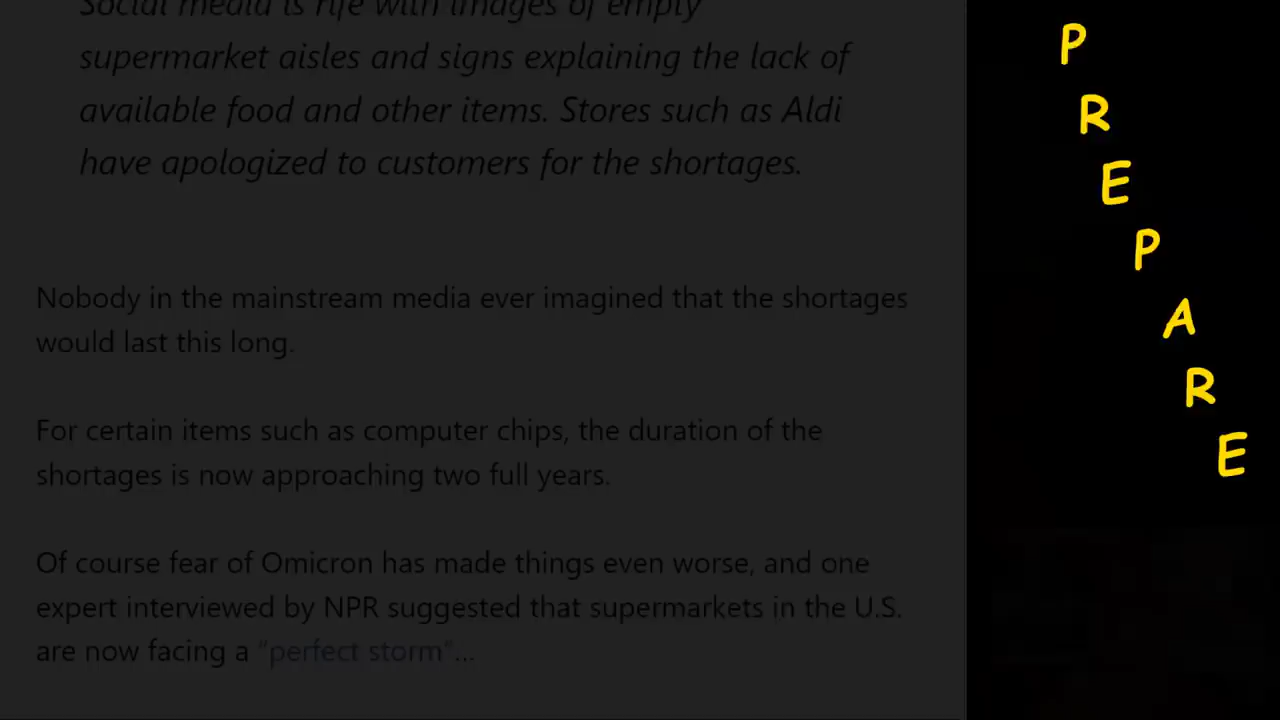 Social media is rife with images of empty
supermarket aisles and signs explaining the lack of
available food and other items. Stores such as Aldi
have apologized to customers for the shortages.
Nobody in the mainstream media ever imagined that the shortages
would last this long.
For certain items such as computer chips, the duration of the
shortages is now approaching two full years.
Of course fear of Omicron has made things even worse, and one
expert interviewed by NPR suggested that supermarkets in the U.S.
are now facing a “perfect storm”…
P
R
E
P
A
R
E